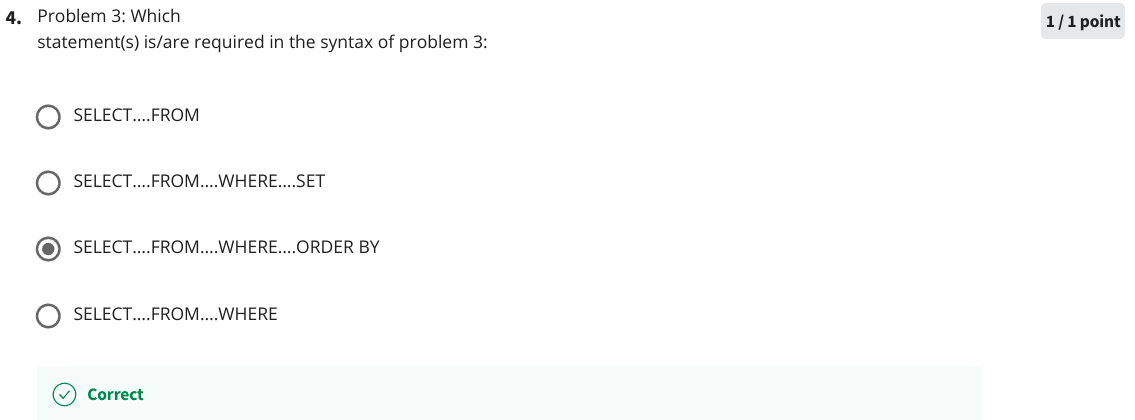 4. Problem 3: Which
1 / 1 point
statement(s) is/are required in the syntax of problem 3:
SELECT....FROM
SELECT....FROM....WHERE....SET
SELECT....FROM....WHERE....ORDER BY
SELECT....FROM....WHERE
Correct